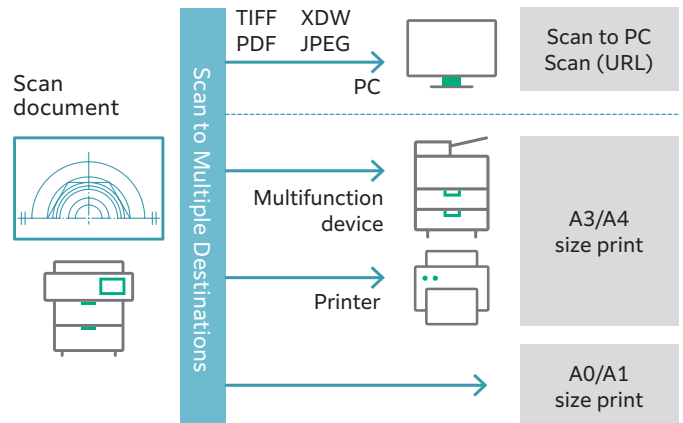 Scan
document
Scan to Multiple Destinations
TIFF XDW
PDF JPEG
PC
Scan to PC
Scan (URL)
Multifunction
device
Printer
A3/A4
size print
A0/A1
size print